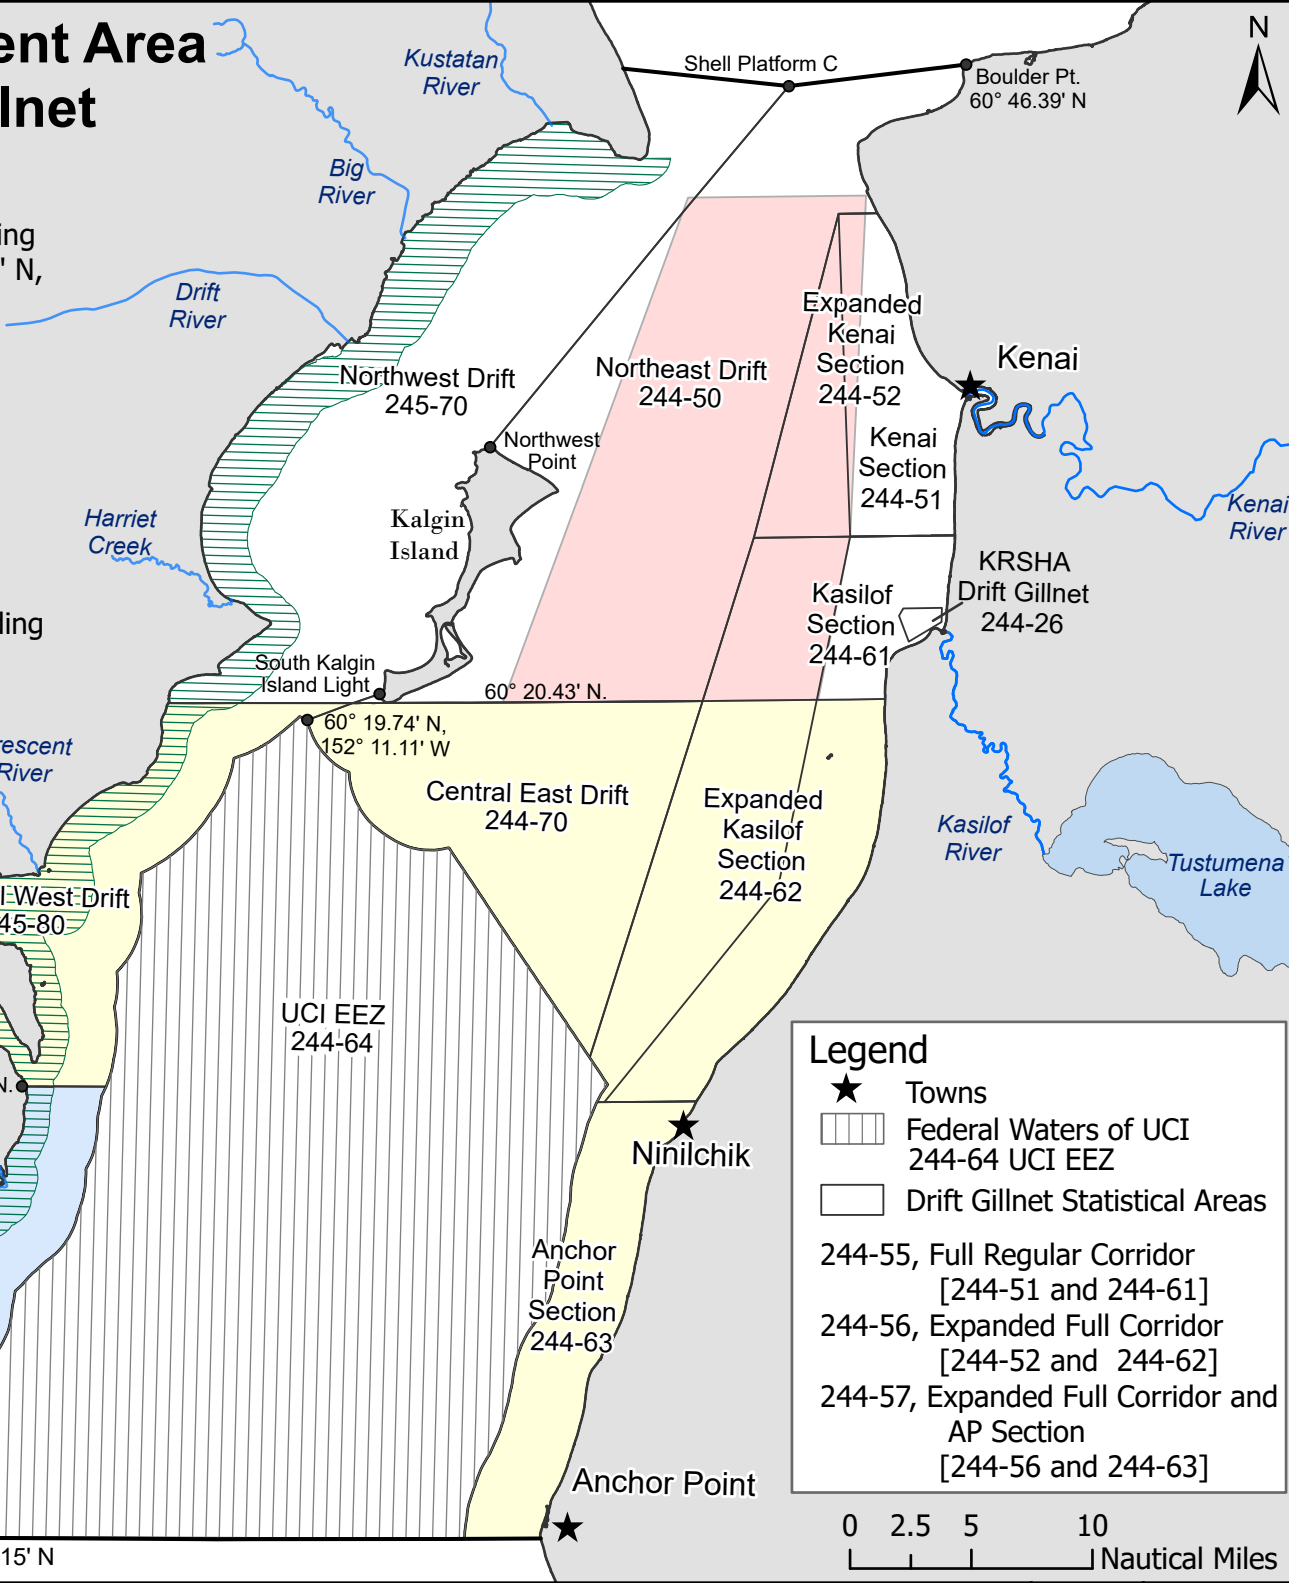 ent Area
lnet
ing
' N,
ling
Kustatan
River
Shell Platform C
Boulder Pt.
60° 46.39' N
N
Big
River
Drift
River
Northwest Drift
245-70
Northeast Drift
244-50
Expanded
Kenai
Section
244-52
Kenai
Kenai
Section
244-51
Northwest
Point
Kalgin
Island
Harriet
Creek
Kenai
River
KRSHA
Drift Gillnet
244-26
Kasilof
Section
244-61
South Kalgin
Island Light
60° 20.43' N.
60° 19.74' N,
152° 11.11' W
rescent
River
Central East Drift
244-70
Expanded
Kasilof
Section
244-62
Kasilof
River
Tustumena
Lake
l West Drift
45-80
UCI EEZ
244-64
N.
Ninilchik
Anchor
Point
Section
244-63
Anchor Point
15' N
Legend
Towns
Federal Waters of UCI
244-64 UCI EEZ
Drift Gillnet Statistical Areas
244-55, Full Regular Corridor
[244-51 and 244-61]
244-56, Expanded Full Corridor
[244-52 and 244-62]
244-57, Expanded Full Corridor and
AP Section
[244-56 and 244-63]
0 2.5 5 10
Nautical Miles